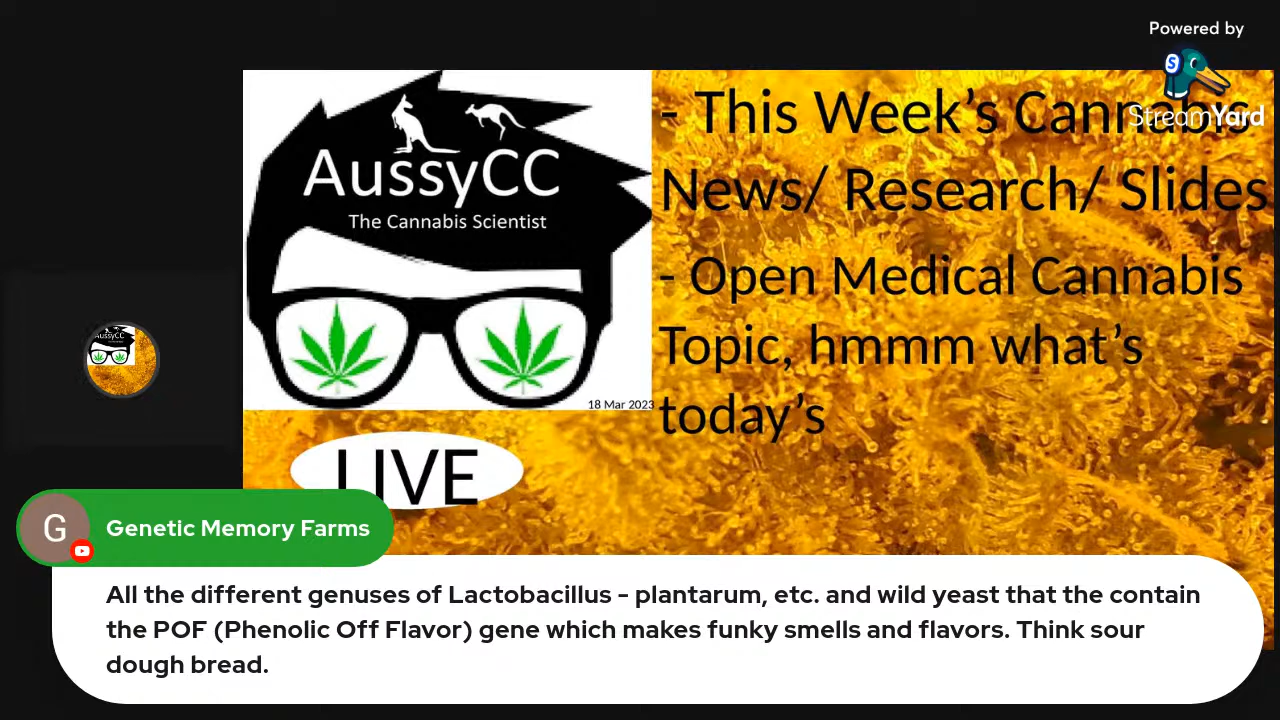 Powered by
StreamYard
- This Week's Cannabis
News/ Research/ Slides
- Open Medical Cannabis
Topic, hmmm what's
today's
AussyCC
The Cannabis Scientist
18 Mar 2023
LIVE
AussyCC
G
Genetic Memory Farms
All the different genuses of Lactobacillus - plantarum, etc. and wild yeast that the contain
the POF (Phenolic Off Flavor) gene which makes funky smells and flavors. Think sour
dough bread.